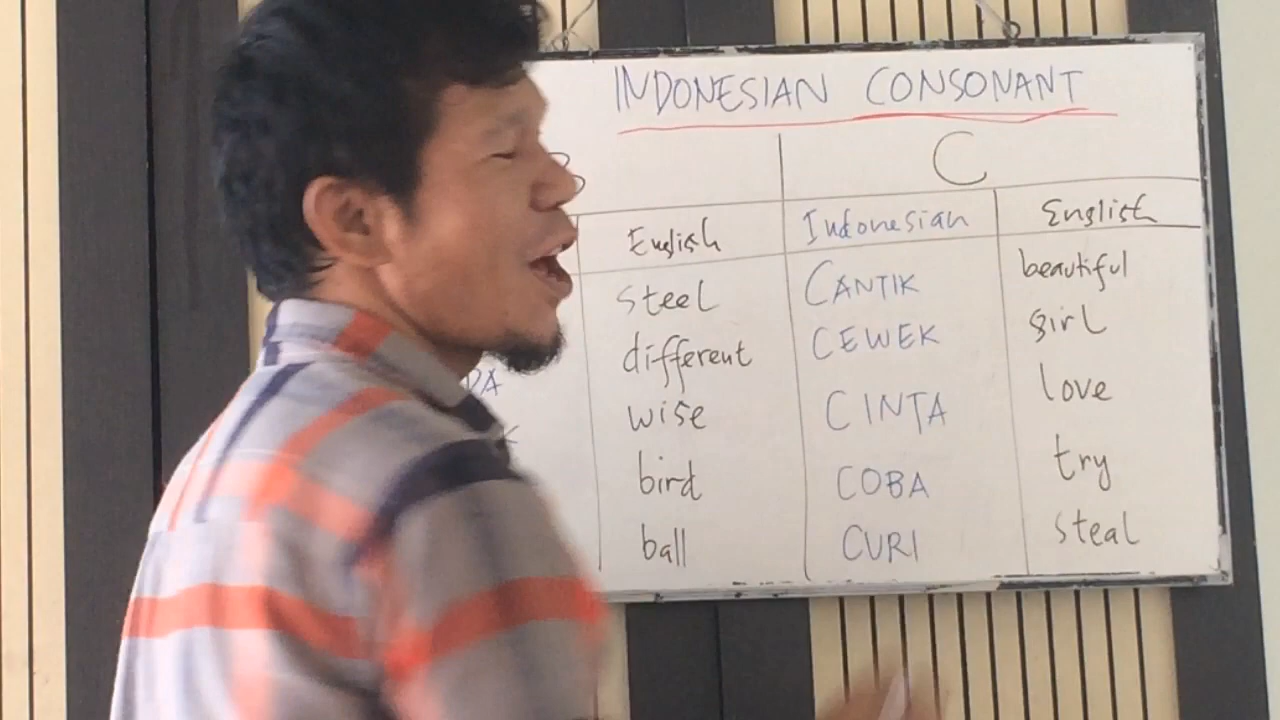 INDONESIAN CONSONANT
C
English Indonesian English
steel CANTIK beautiful
different CEWEK girl
wise CINTA love
bird COBA try
ball CURI steal